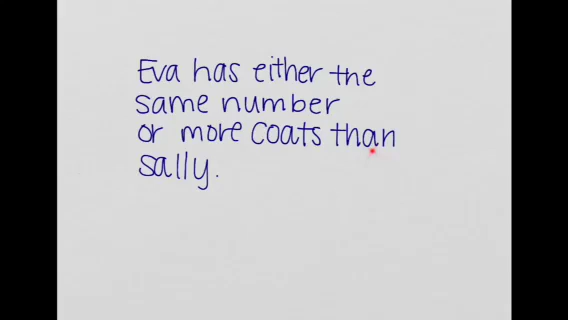 Eva has either the
same number
or more coats than
sally.